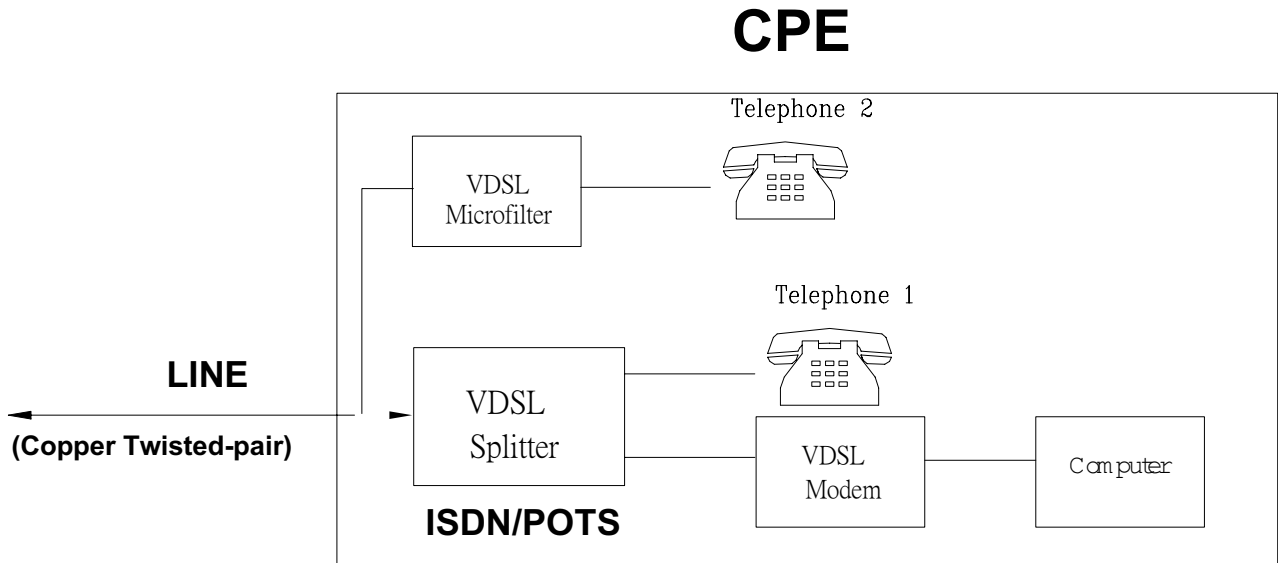 CPE
Telephone 2
VDSL
Microfilter
Telephone 1
LINE
(Copper Twisted-pair)
VDSL
Splitter
VDSL
Modem
Computer
ISDN/POTS